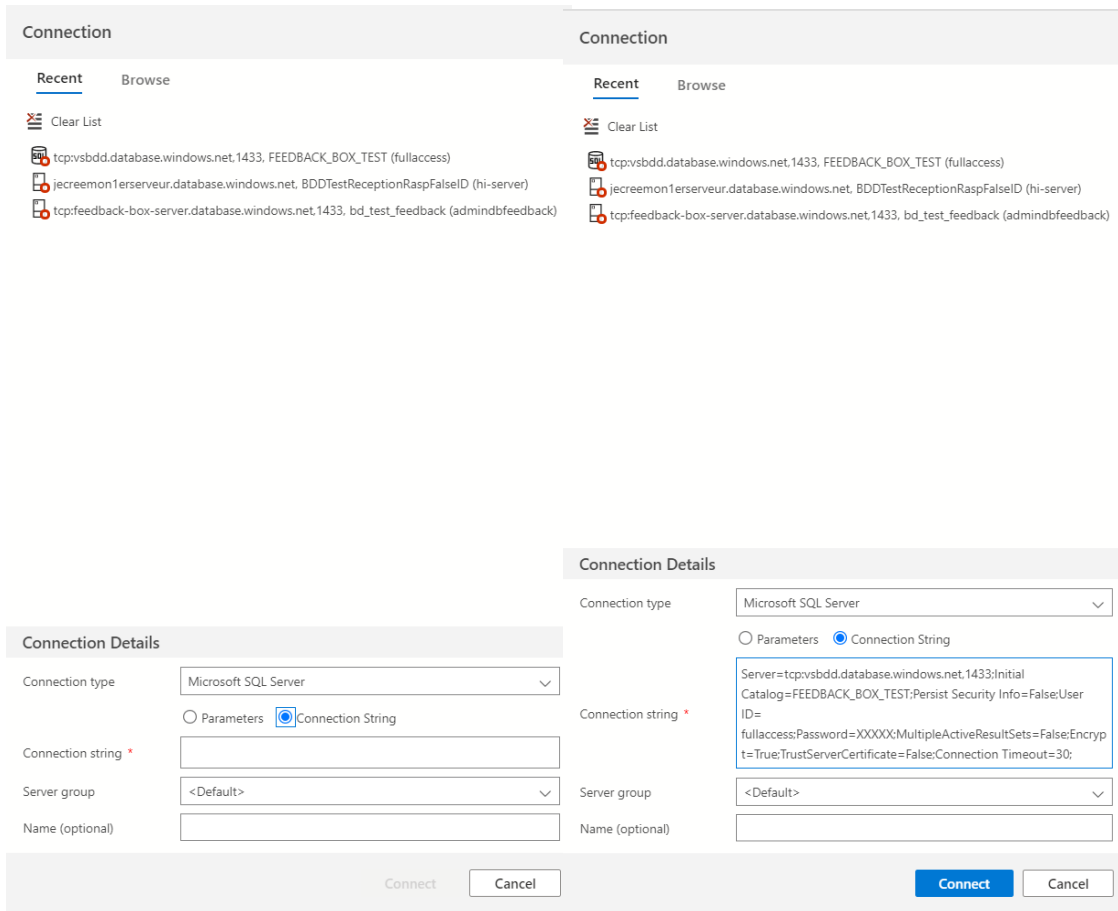 Connection
Recent Browse
Clear List
tcp:vsbdd.database.windows.net,1433, FEEDBACK_BOX_TEST (fullaccess)
jecreemon1erserveur.database.windows.net, BDDTestReceptionRaspFalseID (hi-server)
tcp:feedback-box-server.database.windows.net,1433, bd_test_feedback (admindbfeedback)
Connection Details
Connection type Microsoft SQL Server
Parameters Connection String
Connection string *
Server group <Default>
Name (optional)
Connect Cancel
Connection
Recent Browse
Clear List
tcp:vsbdd.database.windows.net,1433, FEEDBACK_BOX_TEST (fullaccess)
jecreemon1erserveur.database.windows.net, BDDTestReceptionRaspFalseID (hi-server)
tcp:feedback-box-server.database.windows.net,1433, bd_test_feedback (admindbfeedback)
Connection Details
Connection type Microsoft SQL Server
Parameters Connection String
Connection string *
Server=tcp:vsbdd.database.windows.net,1433;Initial
Catalog=FEEDBACK_BOX_TEST;Persist Security Info=False;User
ID=
fullaccess;Password=XXXXX;MultipleActiveResultSets=False;Encryp
t=True;TrustServerCertificate=False;Connection Timeout=30;
Server group <Default>
Name (optional)
Connect Cancel